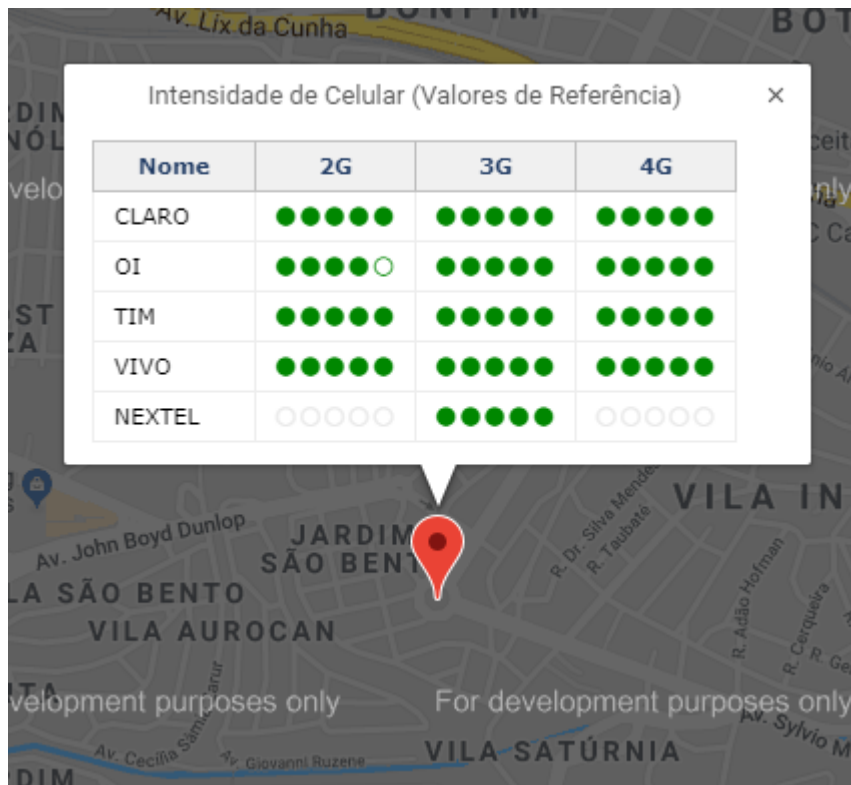 BONFIM
Av. Lix da Cunha
Intensidade de Celular (Valores de Referência)
×
Nome 2G 3G 4G
CLARO
OI
TIM
VIVO
NEXTEL
VILA IN
R. Dr. Silva Mendes
R. Taubaté
Av. John Boyd Dunlop
JARDIM
SÃO BENT
SÃO BENTO
VILA AUROCAN
R. Adão Hofman
R. Cerqueira
velopment purposes only
For development purposes only
Av. Sylvio M
Av. Cecília
Av. Giovanni Ruzene
VILA SATÚRNIA
DIM